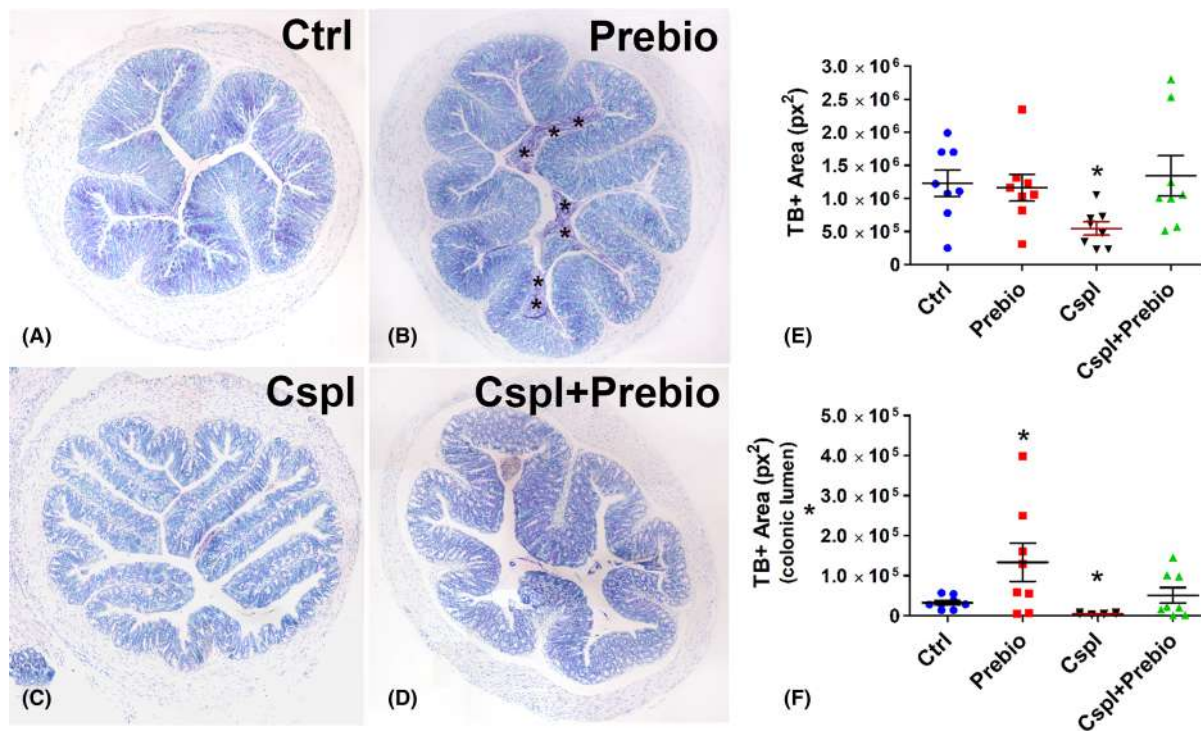 Ctrl
(A)
Prebio
* * *
*
*
*
*
(B)
Cspl
(C)
Cspl+Prebio
(D)
TB+ Area (px²)
3.0 × 10⁶
2.5 × 10⁶
2.0 × 10⁶
1.5 × 10⁶
1.0 × 10⁶
5.0 × 10⁵
0
*
Ctrl
Prebio
Cspl
Cspl+Prebio
(E)
TB+ Area (px²)
(colonic lumen)
*
5.0 × 10⁵
4.0 × 10⁵
3.0 × 10⁵
2.0 × 10⁵
1.0 × 10⁵
0
*
*
Ctrl
Prebio
Cspl
Cspl+Prebio
(F)